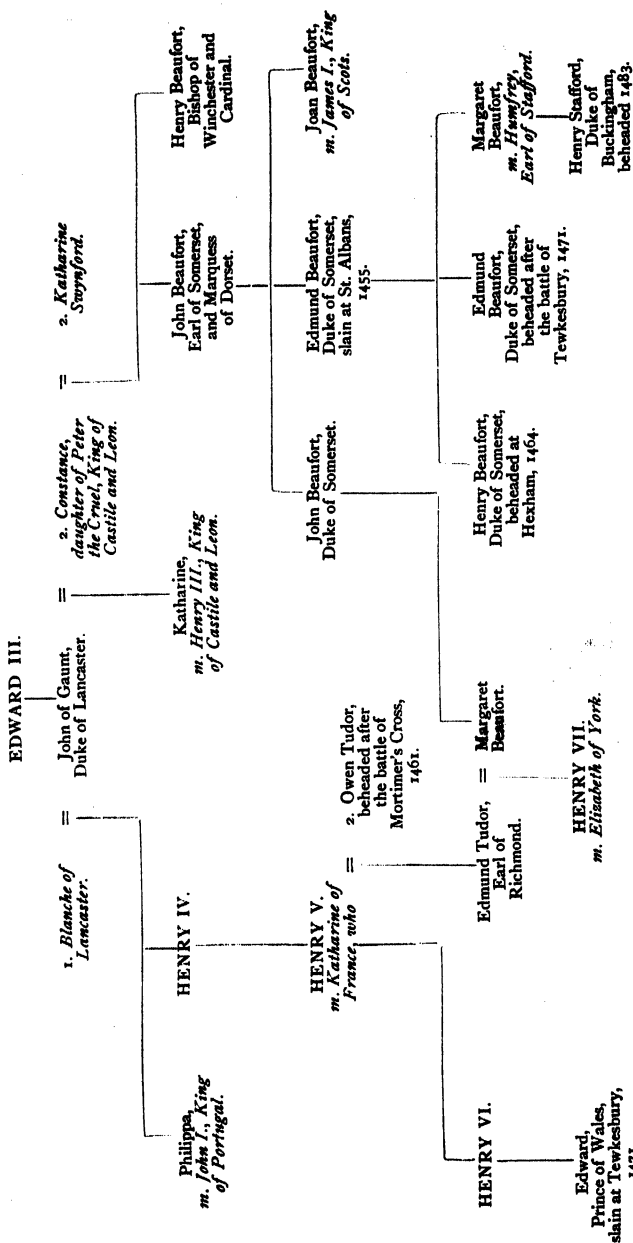 EDWARD III.
1. Blanche of
Lancaster.
=
John of Gaunt,
Duke of Lancaster.
=
2. Constance,
daughter of Peter
the Cruel, King of
Castile and Leon.
=
2. Katharine
Swynford.
Philippa,
m. John I., King
of Portugal.
HENRY IV.
Katharine,
m. Henry III., King
of Castile and Leon.
John Beaufort,
Earl of Somerset,
and Marquess
of Dorset.
Henry Beaufort,
Bishop of
Winchester and
Cardinal.
HENRY V.
m. Katharine of
France, who
=
2. Owen Tudor,
beheaded after
the battle of
Mortimer's Cross,
1461.
John Beaufort,
Duke of Somerset.
Edmund Beaufort,
Duke of Somerset,
slain at St. Albans,
1455.
Joan Beaufort,
m. James I., King
of Scots.
HENRY VI.
Edmund Tudor,
Earl of
Richmond.
=
Margaret
Beaufort.
Henry Beaufort,
Duke of Somerset,
beheaded at
Hexham, 1464.
Edmund
Beaufort,
Duke of Somerset,
beheaded after
the battle of
Tewkesbury, 1471.
Margaret
Beaufort,
m. Humfrey,
Earl of Stafford.
Edward,
Prince of Wales,
slain at Tewkesbury,
1471
HENRY VII.
m. Elizabeth of York.
Henry Stafford,
Duke of
Buckingham,
beheaded 1483.